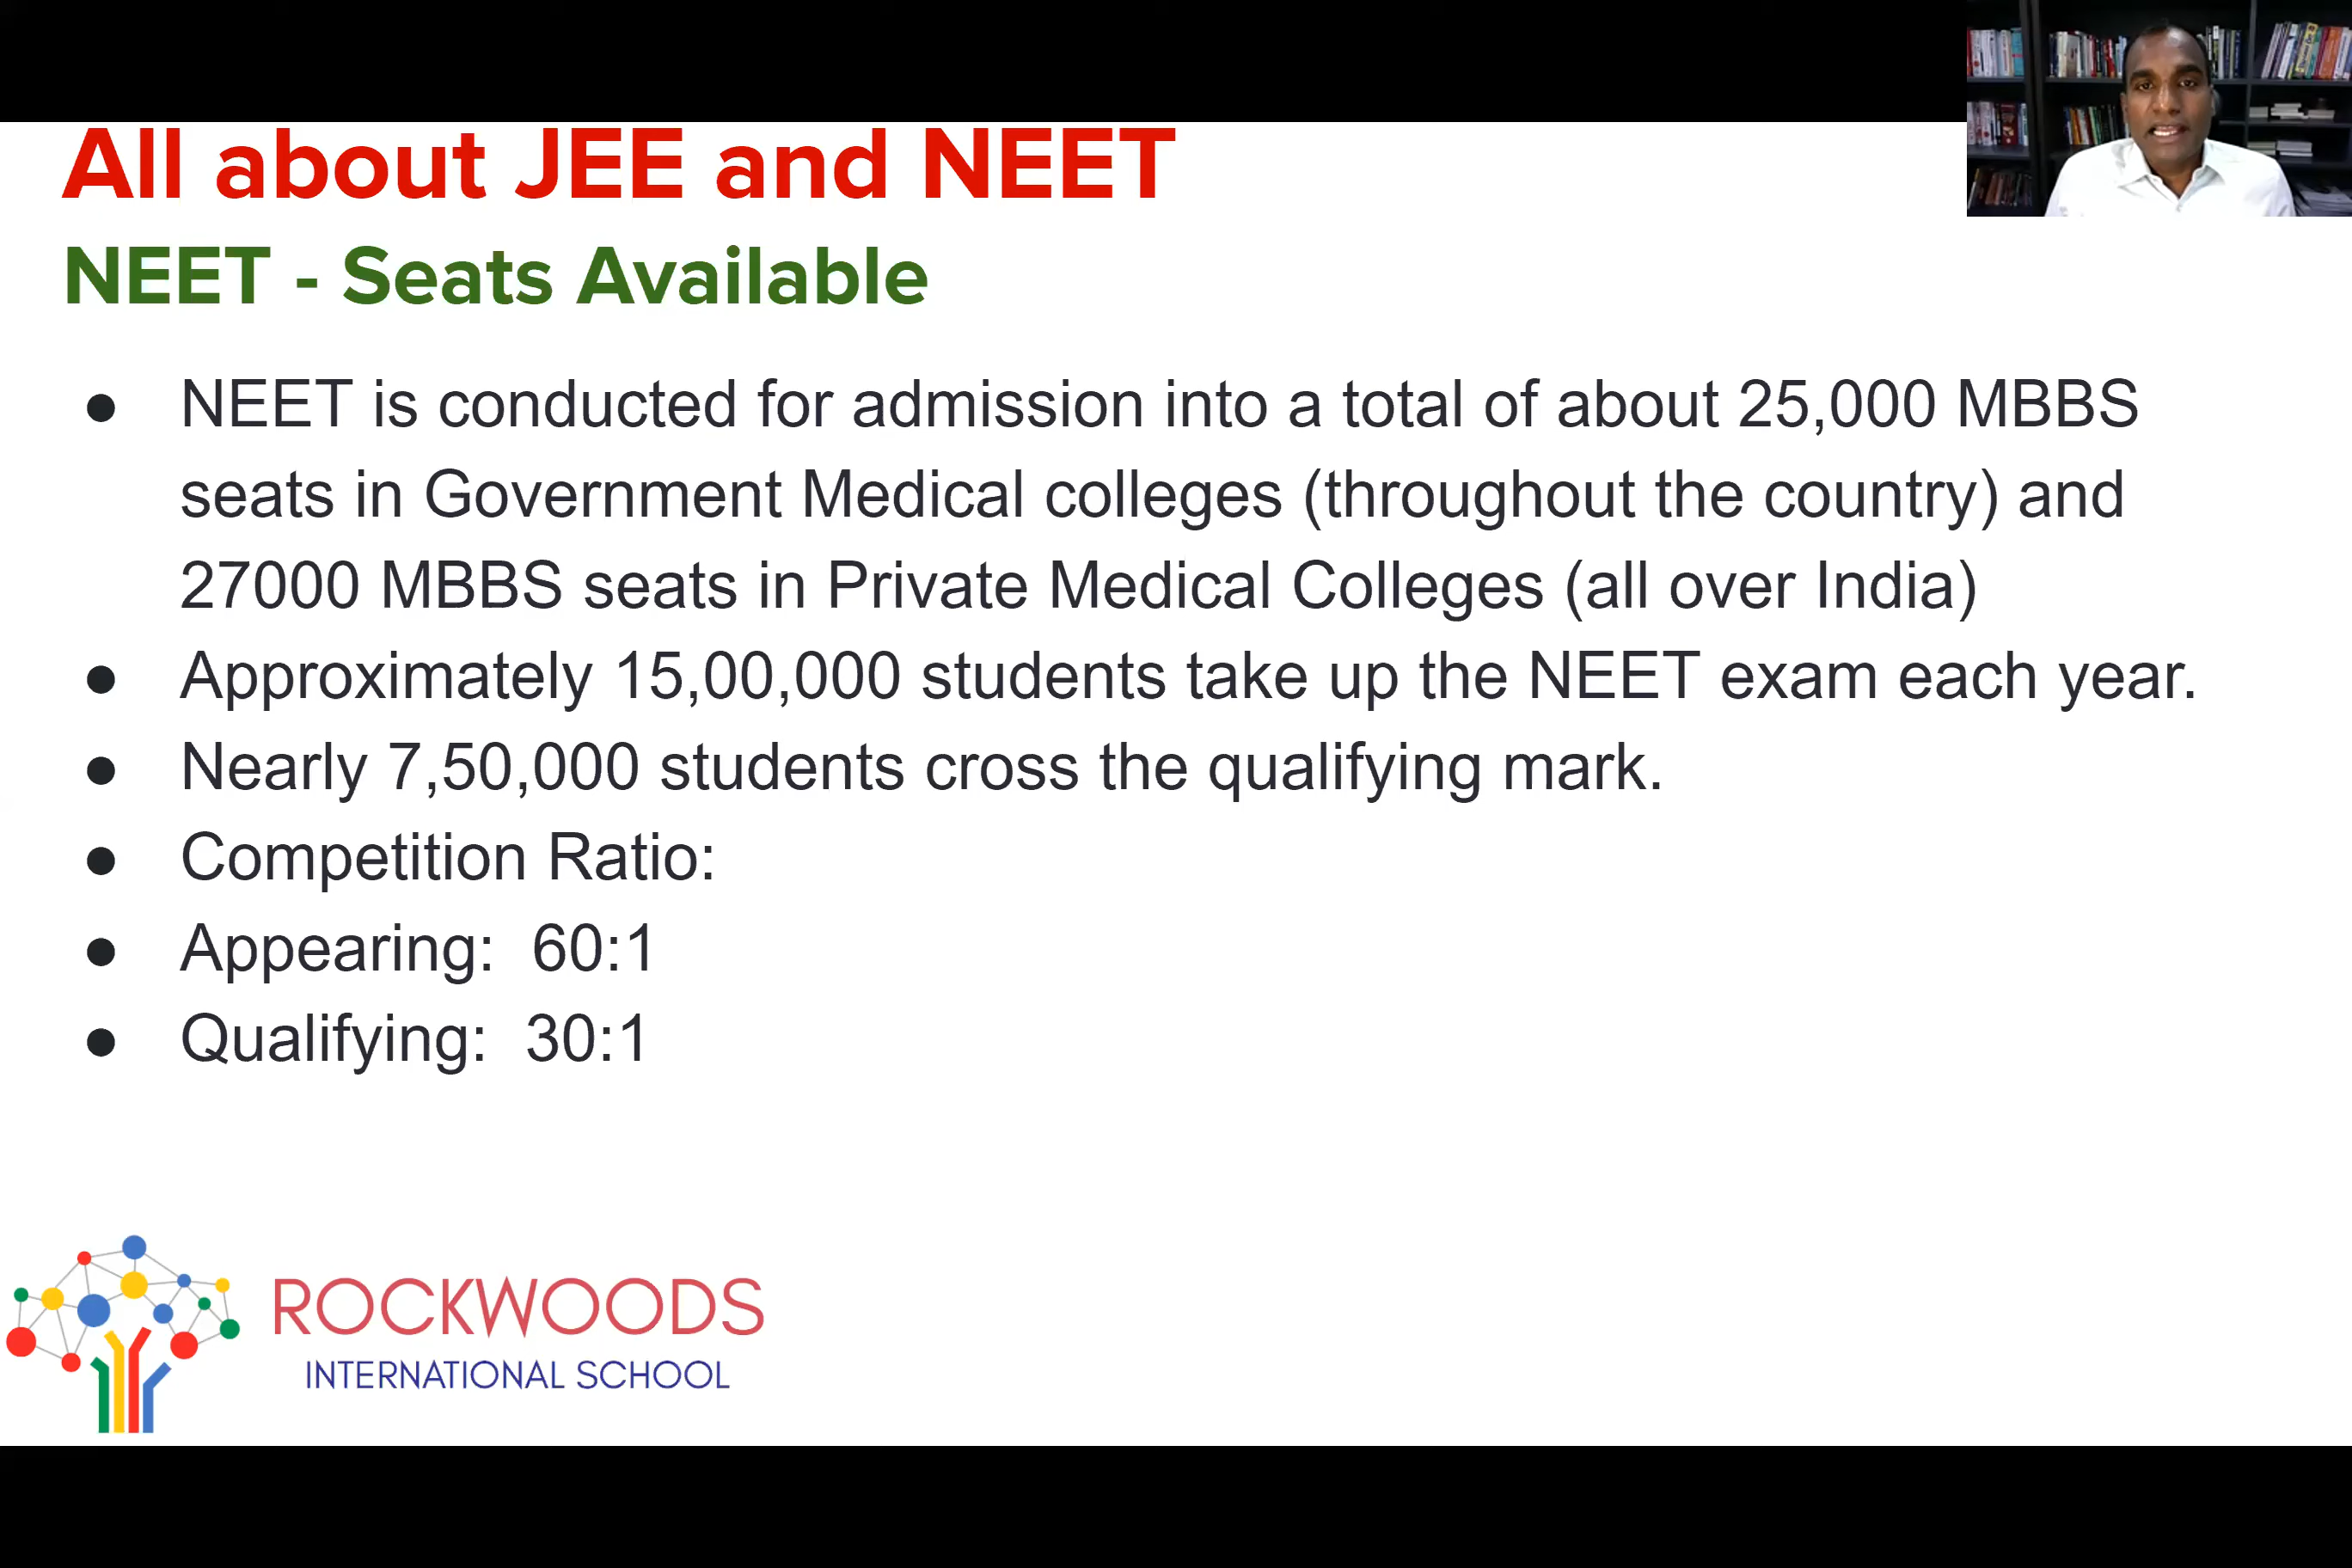 All about JEE and NEET
NEET - Seats Available
● NEET is conducted for admission into a total of about 25,000 MBBS
seats in Government Medical colleges (throughout the country) and
27000 MBBS seats in Private Medical Colleges (all over India)
● Approximately 15,00,000 students take up the NEET exam each year.
● Nearly 7,50,000 students cross the qualifying mark.
● Competition Ratio:
● Appearing: 60:1
● Qualifying: 30:1
ROCKWOODS
INTERNATIONAL SCHOOL